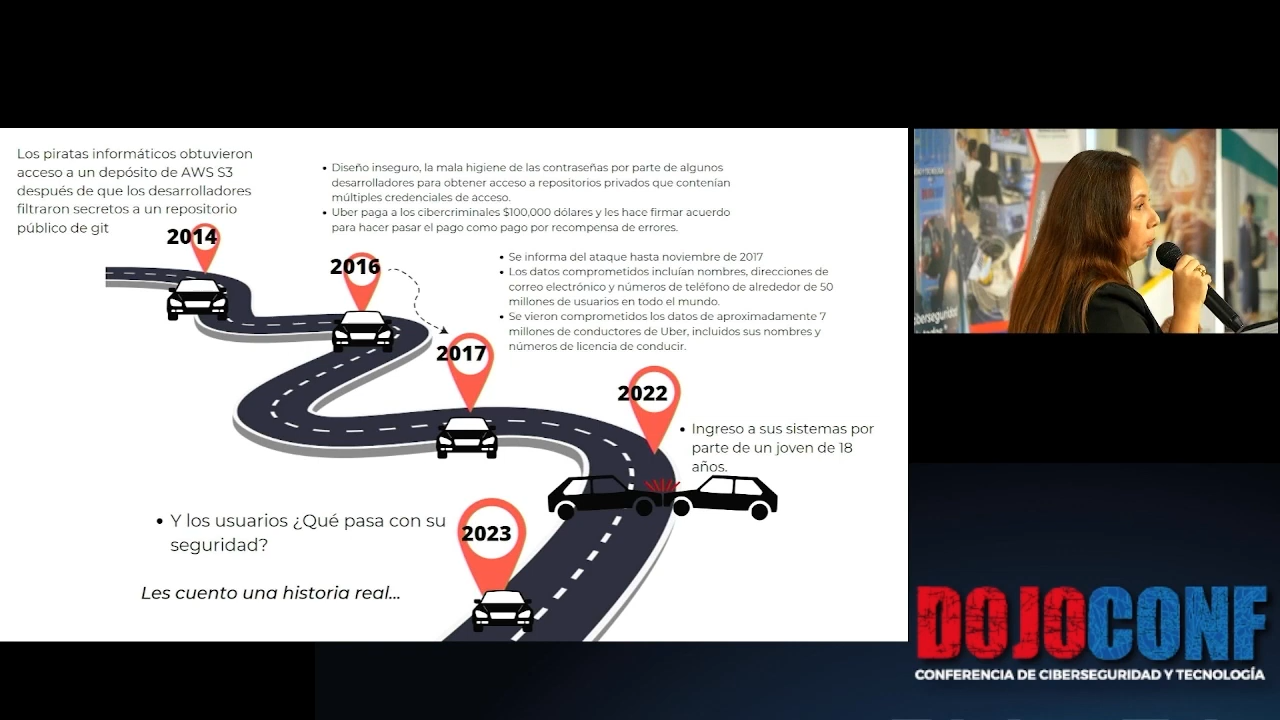 Los piratas informáticos obtuvieron
acceso a un depósito de AWS S3
después de que los desarrolladores
filtraron secretos a un repositorio
público de git
2014
• Diseño inseguro, la mala higiene de las contraseñas por parte de algunos
desarrolladores para obtener acceso a repositorios privados que contenían
múltiples credenciales de acceso.
• Uber paga a los cibercriminales $100,000 dólares y les hace firmar acuerdo
para hacer pasar el pago como pago por recompensa de errores.
2016
• Se informa del ataque hasta noviembre de 2017
• Los datos comprometidos incluían nombres, direcciones de
correo electrónico y números de teléfono de alrededor de 50
millones de usuarios en todo el mundo.
• Se vieron comprometidos los datos de aproximadamente 7
millones de conductores de Uber, incluidos sus nombres y
números de licencia de conducir.
2017
2022
• Ingreso a sus sistemas por
parte de un joven de 18
años.
• Y los usuarios ¿Qué pasa con su
seguridad?
2023
Les cuento una historia real...
DOJOCONF
CONFERENCIA DE CIBERSEGURIDAD Y TECNOLOGÍA